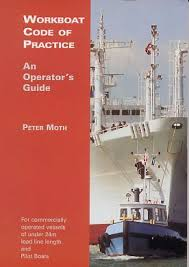 WORKBOAT
CODE OF
PRACTICE
An
Operator's
Guide
PETER MOTH
For commercially
operated vessels
of under 24m
load line length
and
Pilot Boats